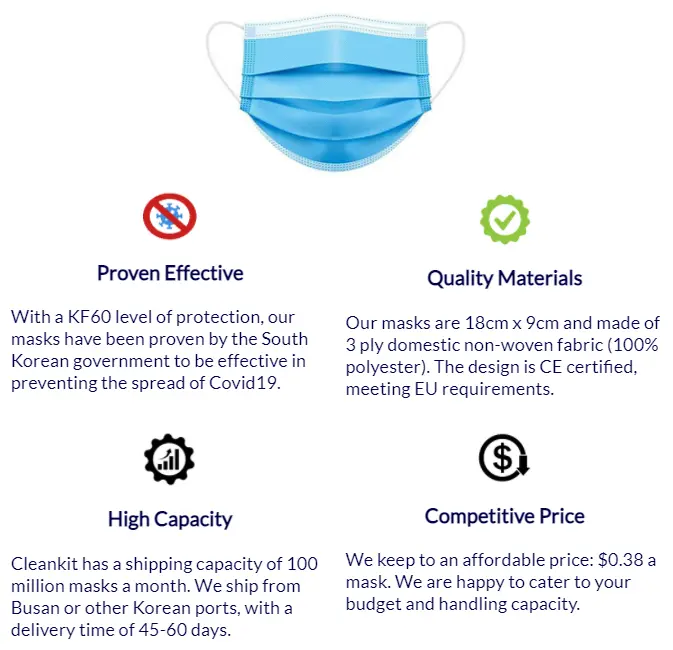 Proven Effective
With a KF60 level of protection, our
masks have been proven by the South
Korean government to be effective in
preventing the spread of Covid19.
Quality Materials
Our masks are 18cm x 9cm and made of
3 ply domestic non-woven fabric (100%
polyester). The design is CE certified,
meeting EU requirements.
High Capacity
Cleankit has a shipping capacity of 100
million masks a month. We ship from
Busan or other Korean ports, with a
delivery time of 45-60 days.
Competitive Price
We keep to an affordable price: $0.38 a
mask. We are happy to cater to your
budget and handling capacity.